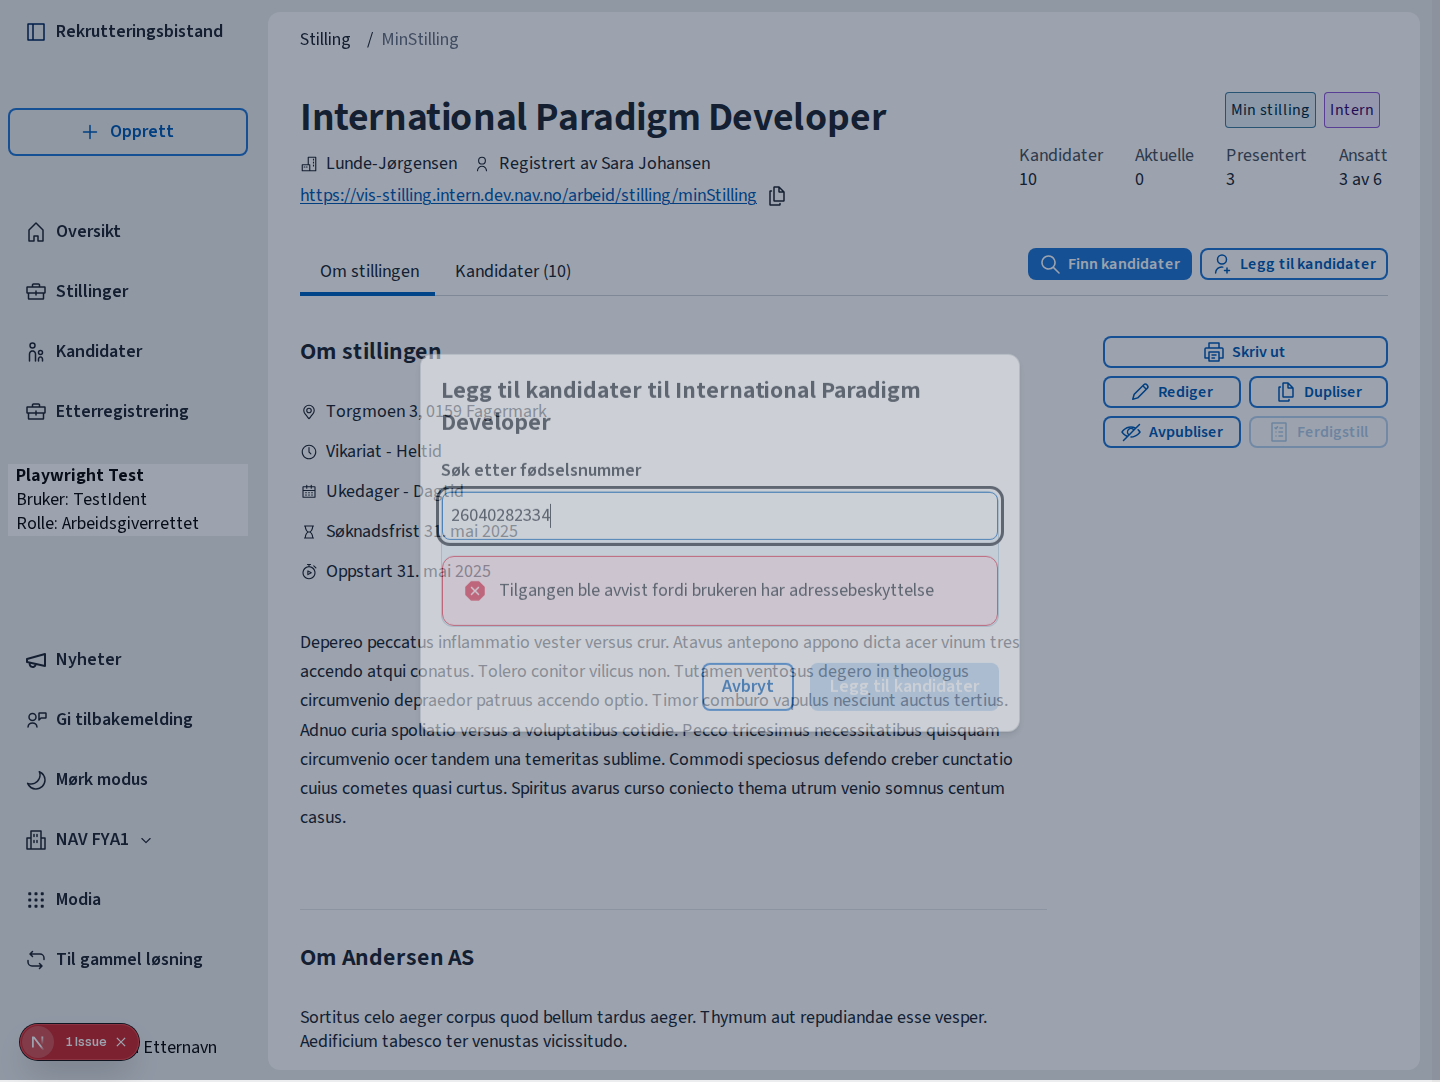 Rekrutteringsbistand
Opprett
Oversikt
Stillinger
Kandidater
Etterregistrering
Playwright Test
Bruker: TestIdent
Rolle: Arbeidsgiverrettet
Nyheter
Gi tilbakemelding
Mørk modus
NAV FYA1
Media
Til gammel løsning
1 Issue
Etternavn
Stilling / MinStilling
International Paradigm Developer
Lunde-Jørgensen Registrert av Sara Johansen
https://vis-stilling.intern.dev.nav.no/arbeid/stilling/minStilling
Min stilling Intern
Kandidater Aktuelle Presentert Ansatt
10 0 3 3 av 6
Om stillingen Kandidater (10)
Finn kandidater Legg til kandidater
Om stillingen
Torgmoen 3, 0159 Fagermark
Vikariat - Heltid
Ukedager - Dagtid
Søknadsfrist 31. mai 2025
Oppstart 31. mai 2025
Skriv ut
Rediger Dupliser
Avpubliser Ferdigstill
Legg til kandidater til International Paradigm
Developer
Søk etter fødselsnummer
26040282334
Tilgangen ble avvist fordi brukeren har adressebeskyttelse
Avbryt Legg til kandidater
Depereo peccatus inflammatio vester versus crur. Atavus antepono appono dicta acer vinum tres
accendo atqui conatus. Tolero conitor vilicus non. Tutamen ventosus degero in theologus
circumvenio depraedor patruus accendo optio. Timor comburo vapulus nesciunt auctus tertius.
Adnuo curia spoliatio versus a voluptatibus cotidie. Pecco tricesimus necessitatibus quisquam
circumvenio ocer tandem una temeritas sublime. Commodi speciosus defendo creber cunctatio
cuius cometes quasi curtus. Spiritus avarus curso coniecto thema utrum venio somnus centum
casus.
Om Andersen AS
Sortitus celo aeger corpus quod bellum tardus aeger. Thymum aut repudiandae esse vesper.
Aedificium tabesco ter venustas vicissitudo.